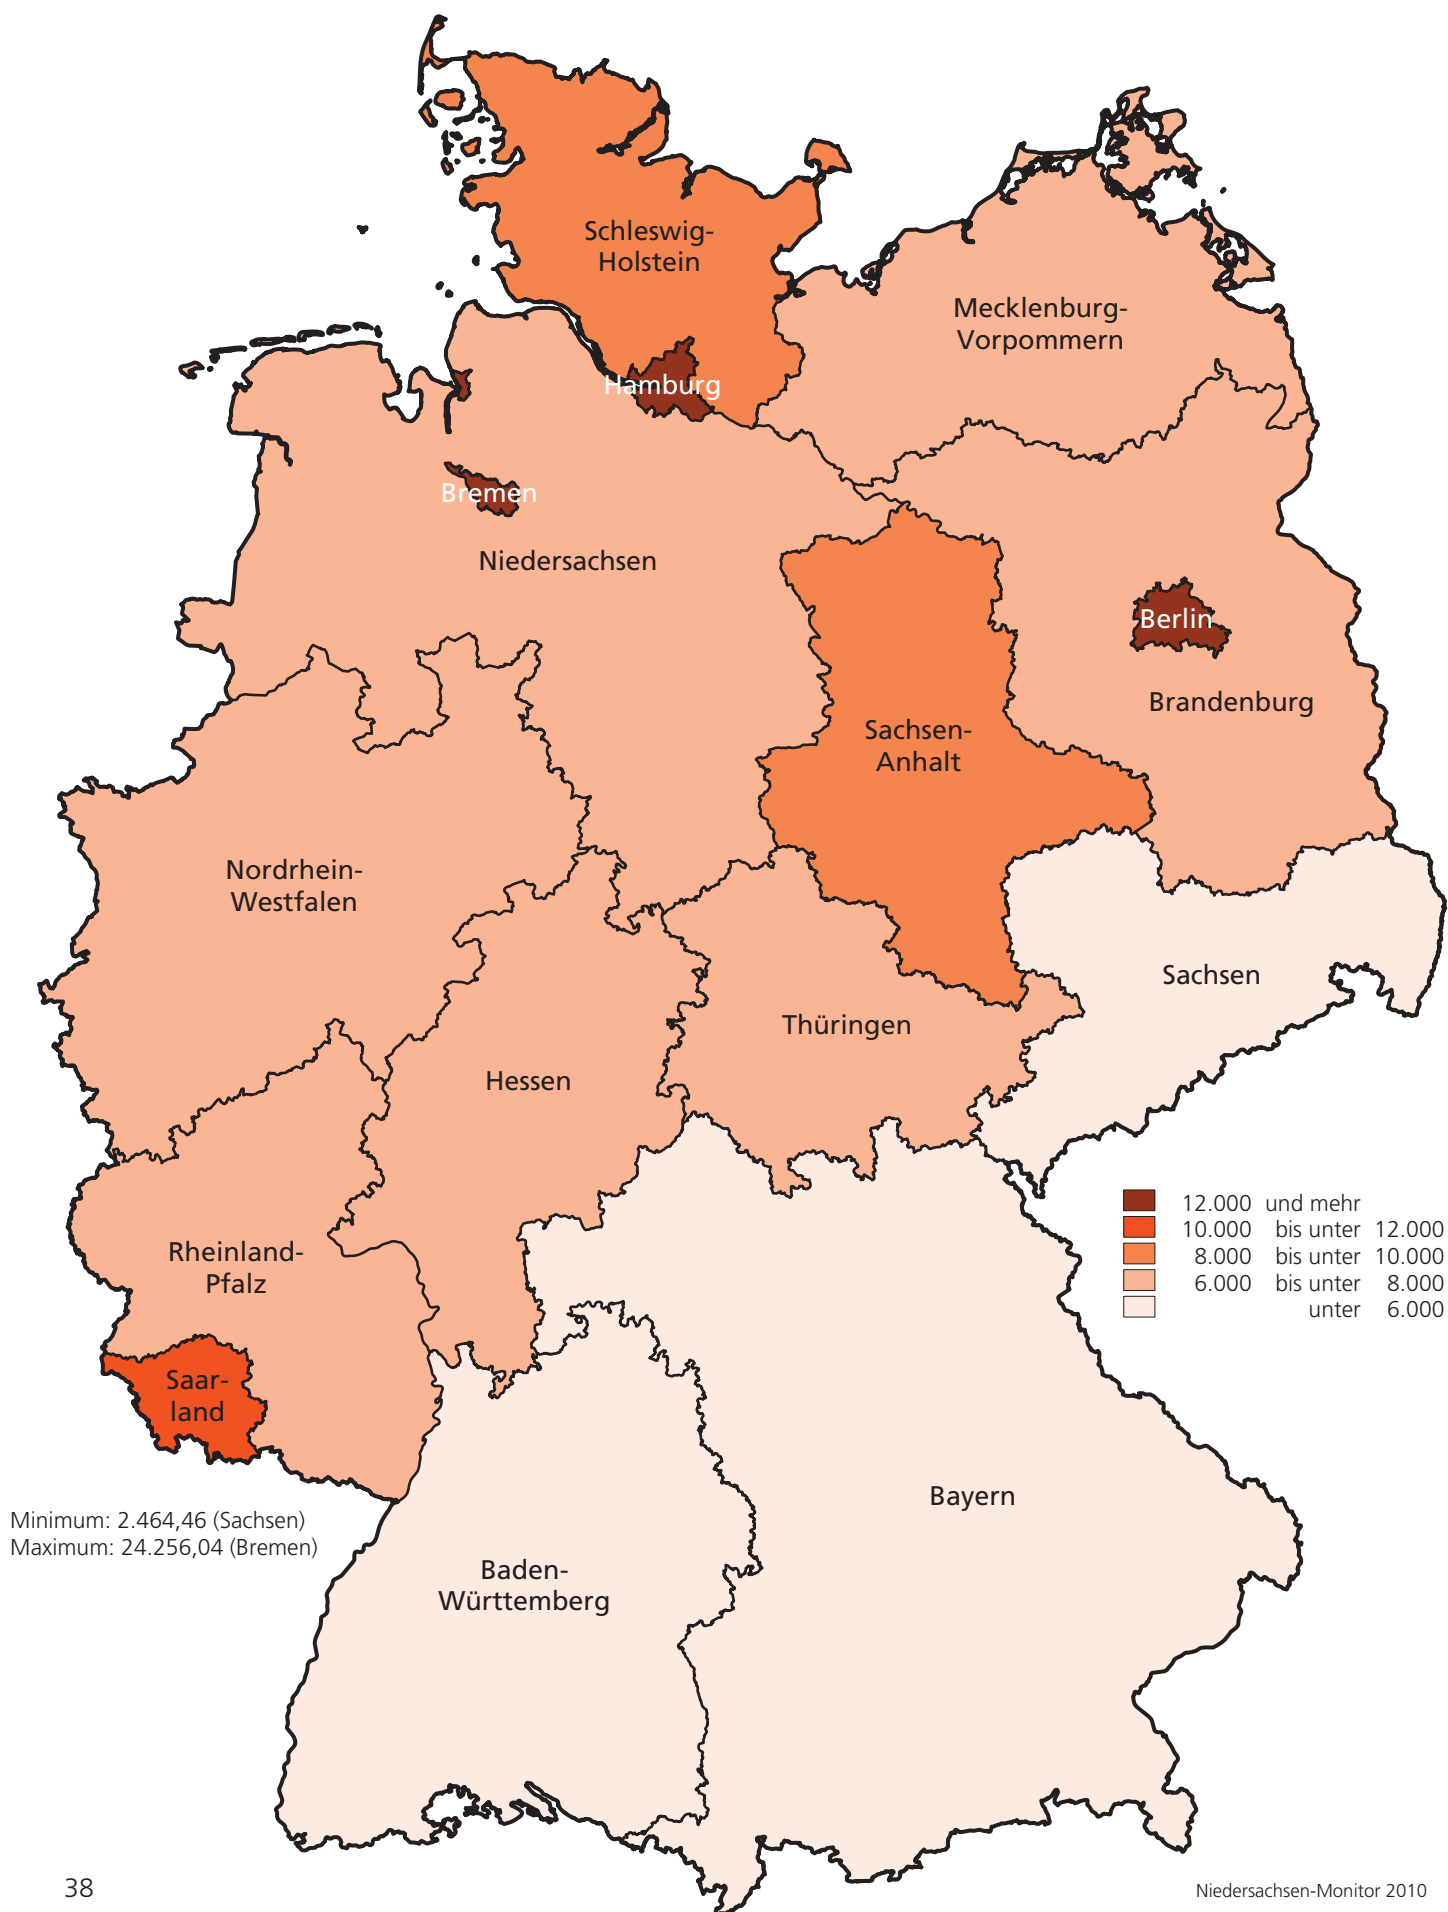 Schleswig-
Holstein
Mecklenburg-
Vorpommern
Hamburg
Bremen
Niedersachsen
Berlin
Brandenburg
Sachsen-
Anhalt
Nordrhein-
Westfalen
Sachsen
Thüringen
Hessen
12.000 und mehr
10.000 bis unter 12.000
8.000 bis unter 10.000
6.000 bis unter 8.000
unter 6.000
Rheinland-
Pfalz
Saar-
land
Bayern
Minimum: 2.464,46 (Sachsen)
Maximum: 24.256,04 (Bremen)
Baden-
Württemberg
38
Niedersachsen-Monitor 2010